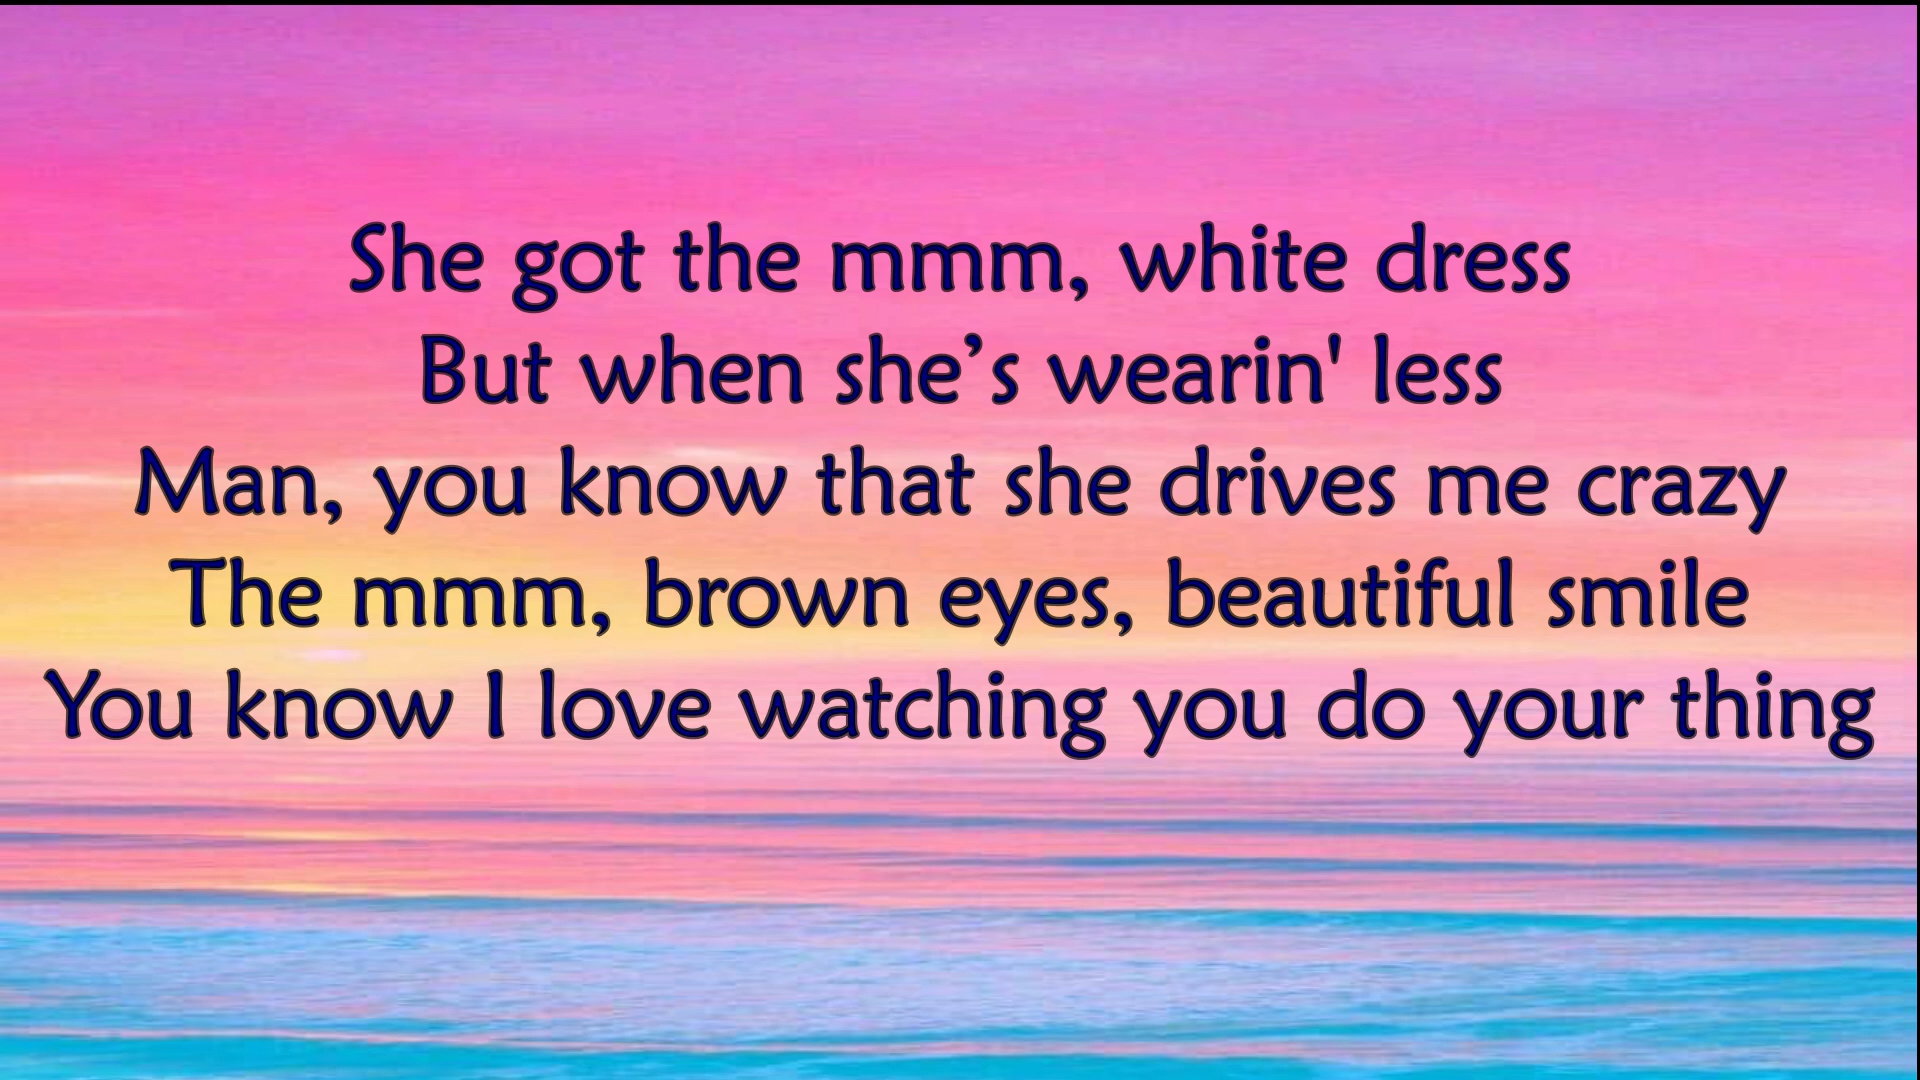 She got the mmm, white dress
But when she’s wearin' less
Man, you know that she drives me crazy
The mmm, brown eyes, beautiful smile
You know I love watching you do your thing